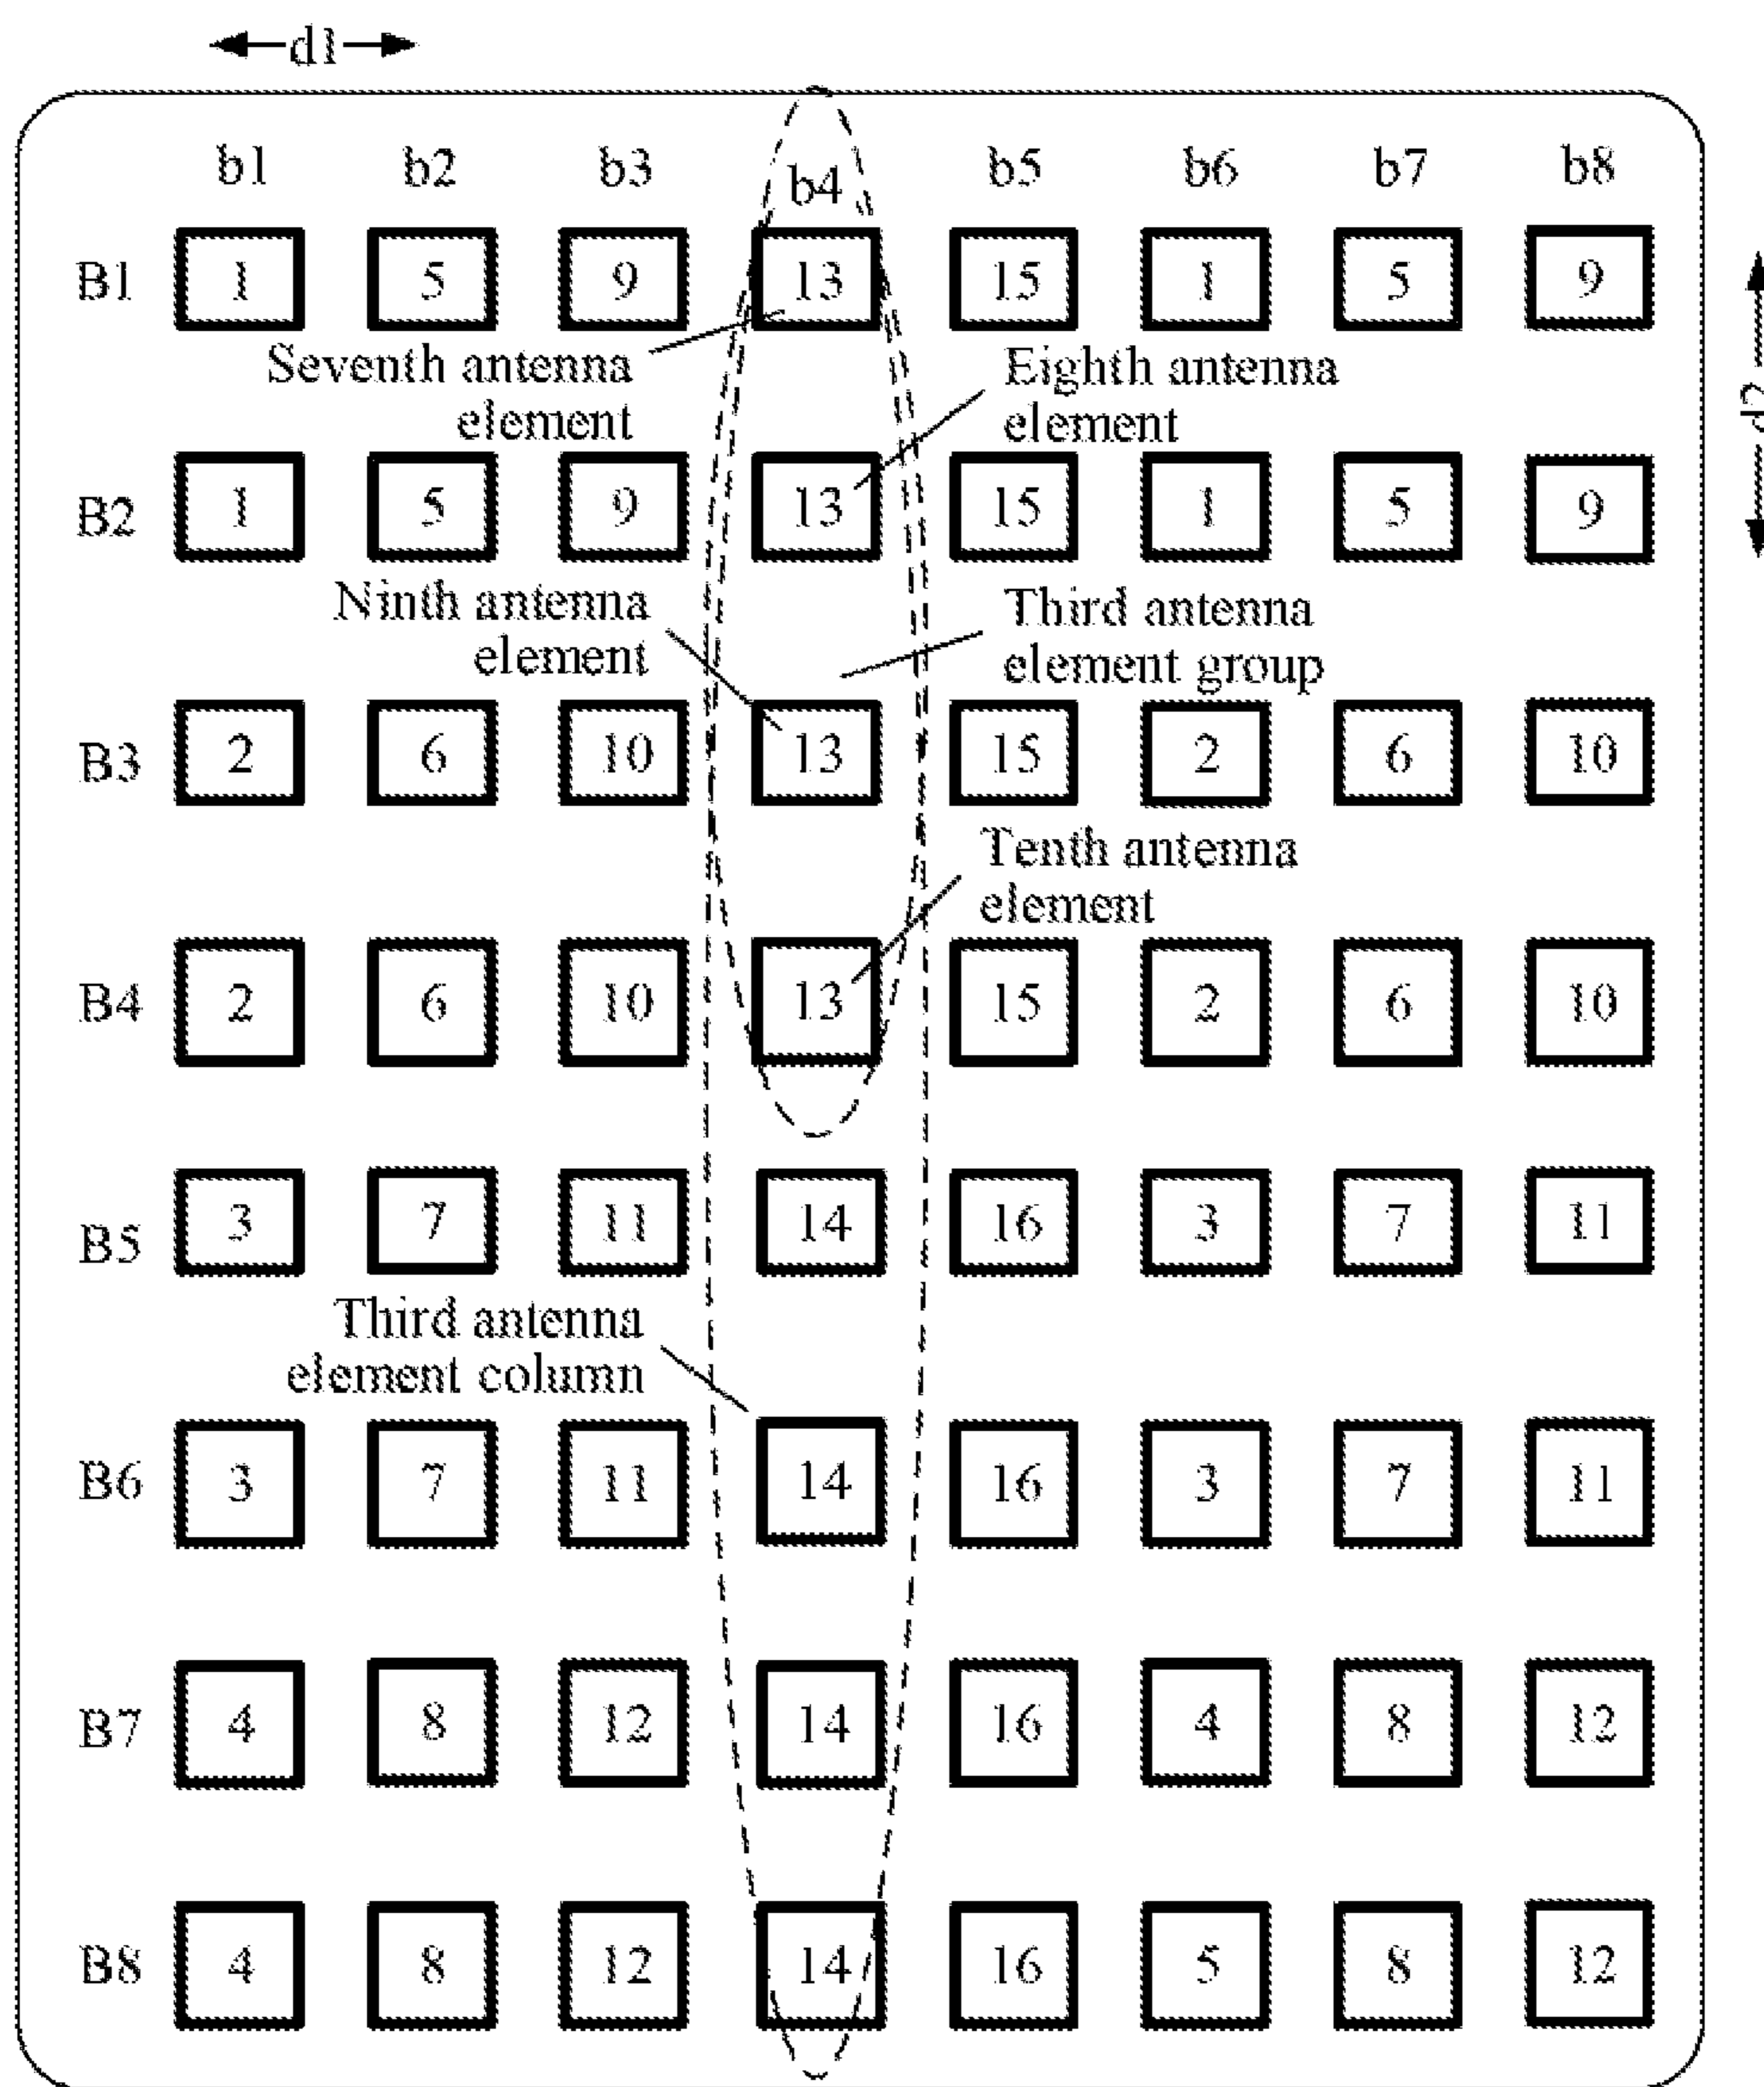 d1
b1 b2 b3 b4 b5 b6 b7 b8
B1 1 5 9 13 15 1 5 9
d2
Seventh antenna
element
Eighth antenna
element
B2 1 5 9 13 15 1 5 9
Ninth antenna
element
Third antenna
element group
B3 2 6 10 13 15 2 6 10
Tenth antenna
element
B4 2 6 10 13 15 2 6 10
B5 3 7 11 14 16 3 7 11
Third antenna
element column
B6 3 7 11 14 16 3 7 11
B7 4 8 12 14 16 4 8 12
B8 4 8 12 14 16 5 8 12